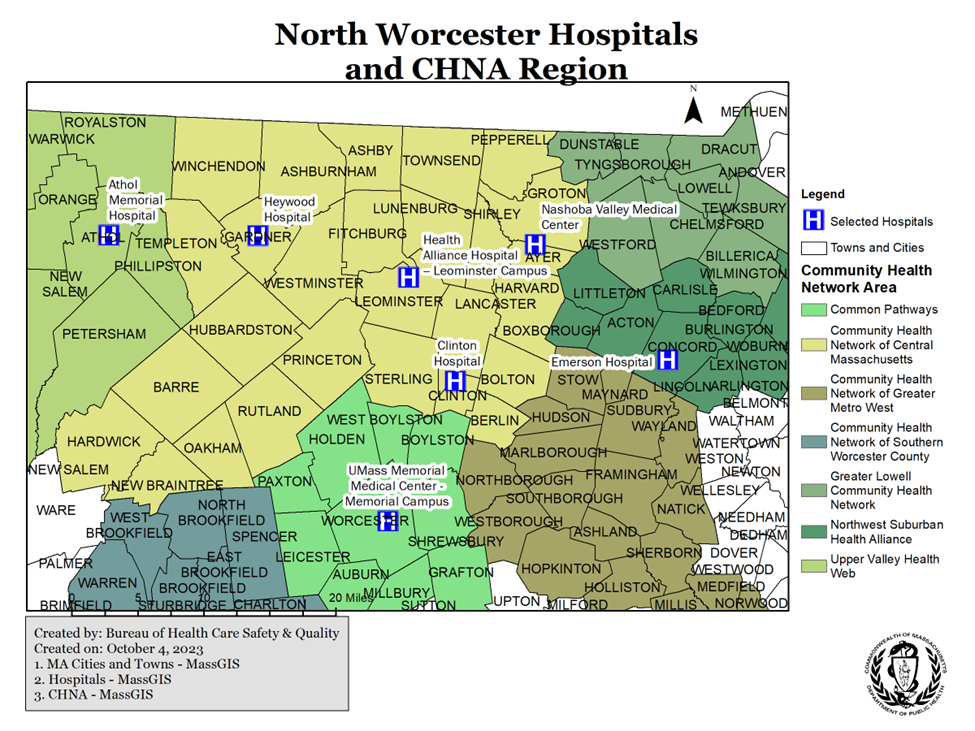 North Worcester Hospitals
and CHNA Region
N
METHUEN
ROYALSTON
WARWICK
PEPPERELL
DUNSTABLE
DRACUT
ASHBY
TOWNSEND
TYNGSBOROUGH
WINCHENDON
ASHBURNHAM
ANDOVER
LOWELL
ORANGE
Athol
Memorial
Hospital
Heywood
Hospital
GROTON
LUNENBURG
SHIRLEY
Nashoba Valley Medical
Center
TEWKSBURY
CHELMSFORD
H
ATHOL
TEMPLETON
H
GARDNER
FITCHBURG
Health
Alliance Hospital
– Leominster Campus
H
AYER
WESTFORD
BILLERICA
WILMINGTON
PHILLIPSTON
NEW
SALEM
WESTMINSTER
H
HARVARD
LITTLETON
CARLISLE
LEOMINSTER
LANCASTER
BEDFORD
PETERSHAM
HUBBARDSTON
BOXBOROUGH
ACTON
BURLINGTON
Clinton
Hospital
CONCORD
WOBURN
PRINCETON
Emerson Hospital
H
LEXINGTON
STERLING
H
BOLTON
STOW
BARRE
CLINTON
MAYNARD
LINCOLN
ARLINGTON
RUTLAND
SUDBURY
BELMONT
WEST BOYLSTON
BERLIN
HUDSON
WAYLAND
WALTHAM
HARDWICK
OAKHAM
HOLDEN
BOYLSTON
WATERTOWN
MARLBOROUGH
WESTON
NEW SALEM
UMass Memorial
Medical Center -
Memorial Campus
NEWTON
NEW BRAINTREE
PAXTON
NORTHBOROUGH
FRAMINGHAM
WELLESLEY
SOUTHBOROUGH
WARE
NORTH
BROOKFIELD
NATICK
WEST
BROOKFIELD
WORCESTER
H
WESTBOROUGH
NEEDHAM
SPENCER
ASHLAND
DEDHAM
SHREWSBURY
PALMER
EAST
BROOKFIELD
LEICESTER
SHERBORN
DOVER
HOPKINTON
WESTWOOD
WARREN
BROOKFIELD
AUBURN
GRAFTON
HOLLISTON
MEDFIELD
MILLBURY
0 5 10 20 Miles
BRIMFIELD
STURBRIDGE
CHARLTON
SUTTON
UPTON
MILFORD
MILLIS
NORWOOD
Legend
H Selected Hospitals
Towns and Cities
Community Health
Network Area
Common Pathways
Community Health
Network of Central
Massachusetts
Community Health
Network of Greater
Metro West
Community Health
Network of Southern
Worcester County
Greater Lowell
Community Health
Network
Northwest Suburban
Health Alliance
Upper Valley Health
Web
Created by: Bureau of Health Care Safety & Quality
Created on: October 4, 2023
1. MA Cities and Towns - MassGIS
2. Hospitals - MassGIS
3. CHNA - MassGIS
COMMONWEALTH OF MASSACHUSETTS
DEPARTMENT OF PUBLIC HEALTH